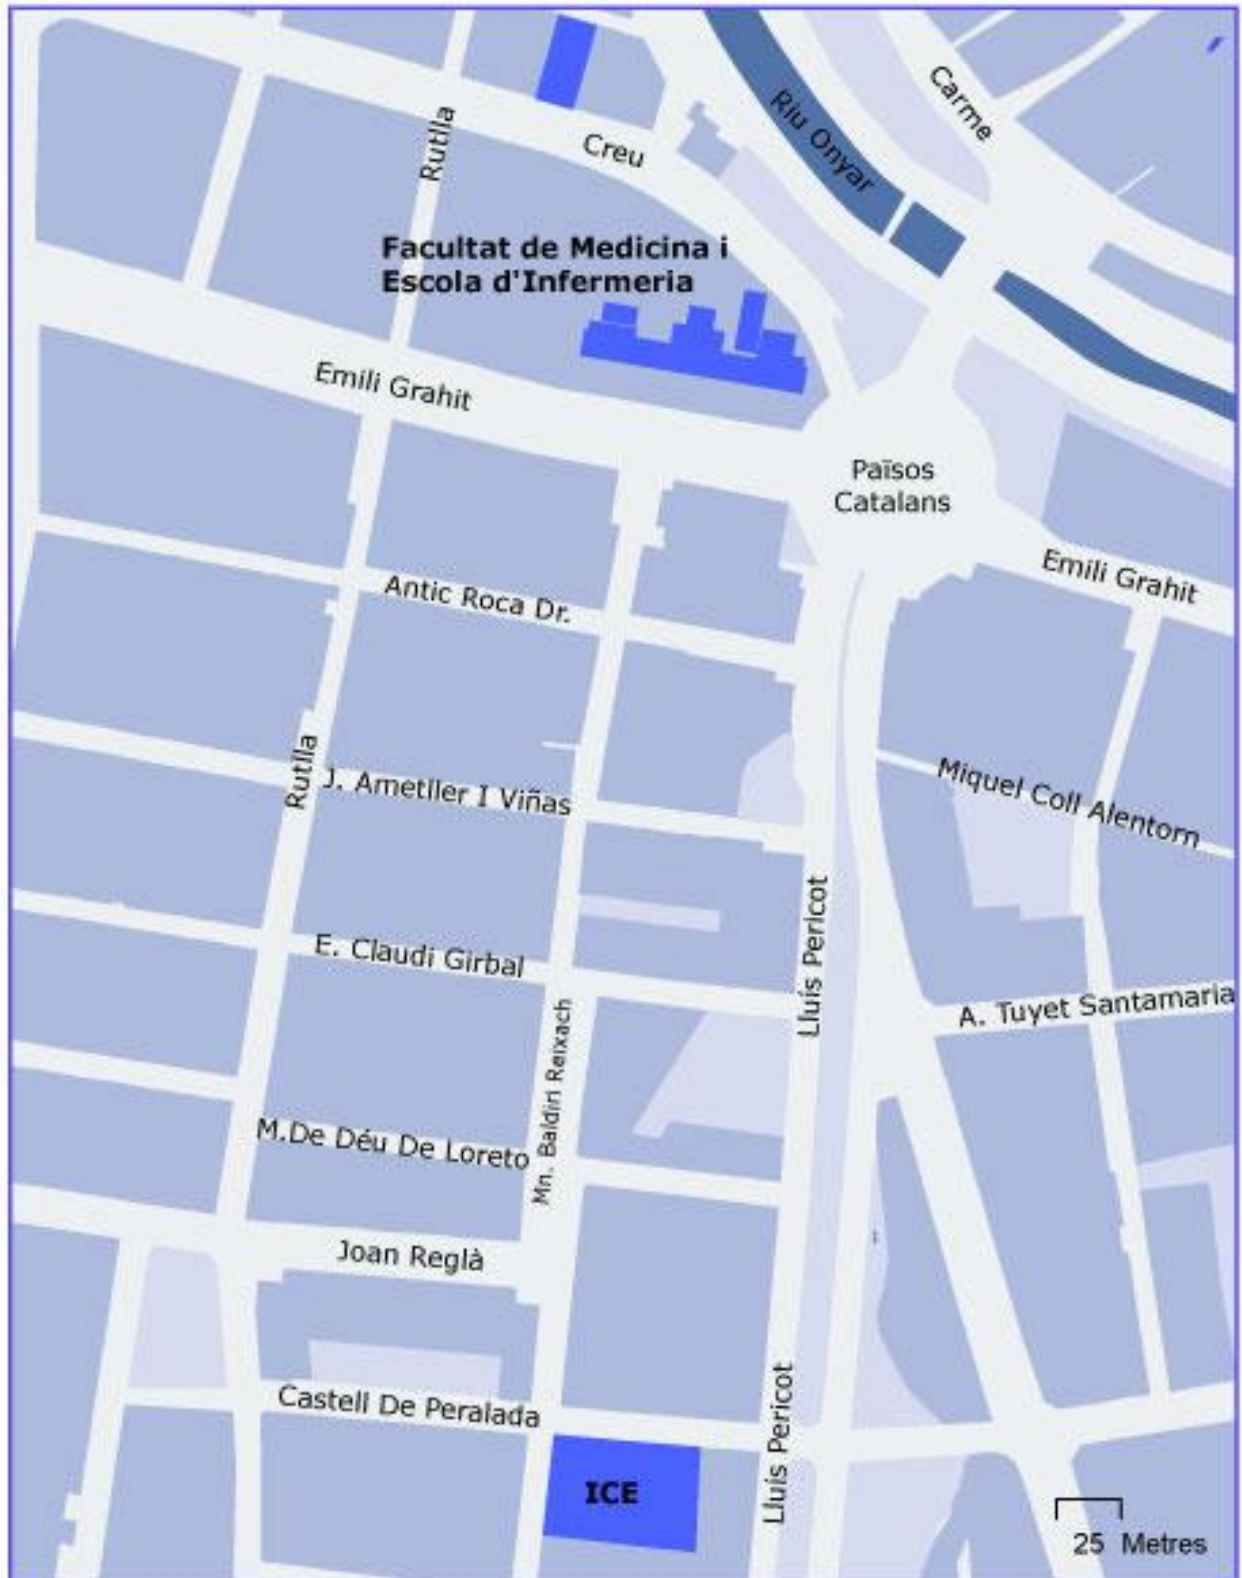 Carme
Riu Onyar
Rutlla
Creu
Facultat de Medicina i
Escola d'Infermeria
Emili Grahit
Països
Catalans
Emili Grahit
Antic Roca Dr.
Rutlla
J. Ametller I Viñas
Miquel Coll Alentorn
Lluís Pericot
E. Claudi Girbal
A. Tuyet Santamaria
Mn. Baldiri Reixach
M.De Déu De Loreto
Joan Reglà
Castell De Peralada
Lluís Pericot
ICE
25 Metres